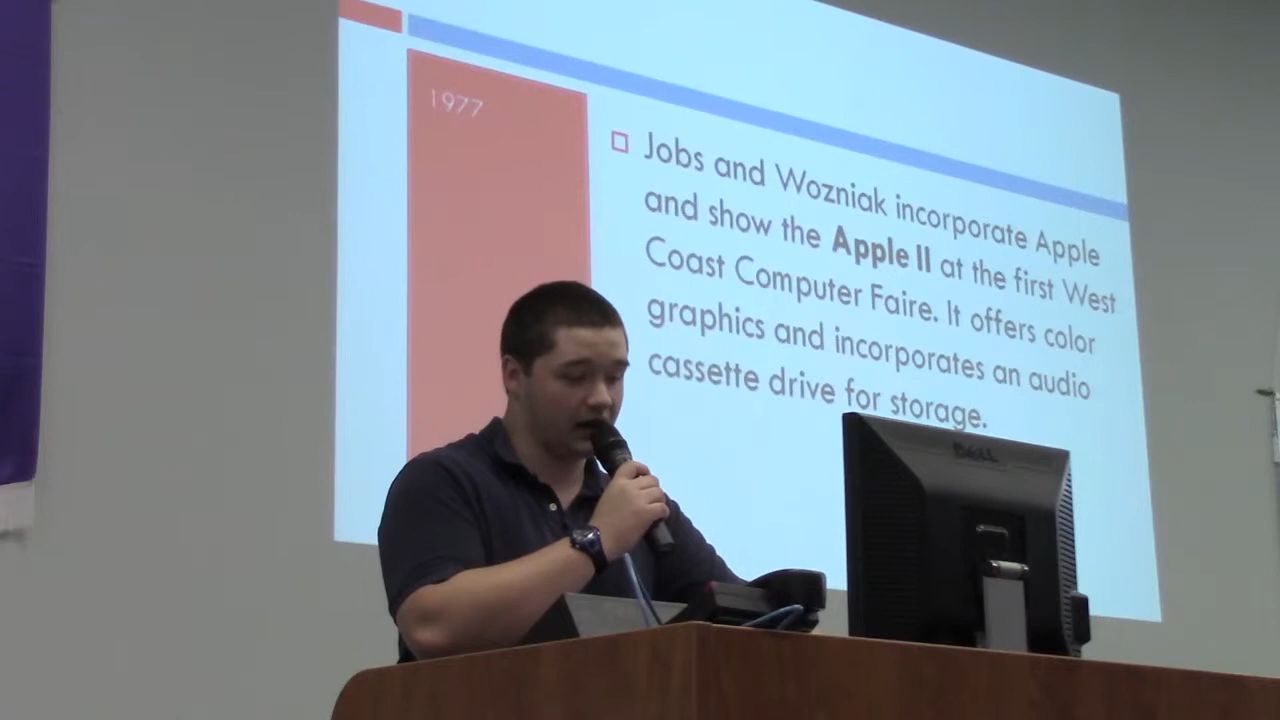 1977
Jobs and Wozniak incorporate Apple
and show the Apple II at the first West
Coast Computer Faire. It offers color
graphics and incorporates an audio
cassette drive for storage.
DELL